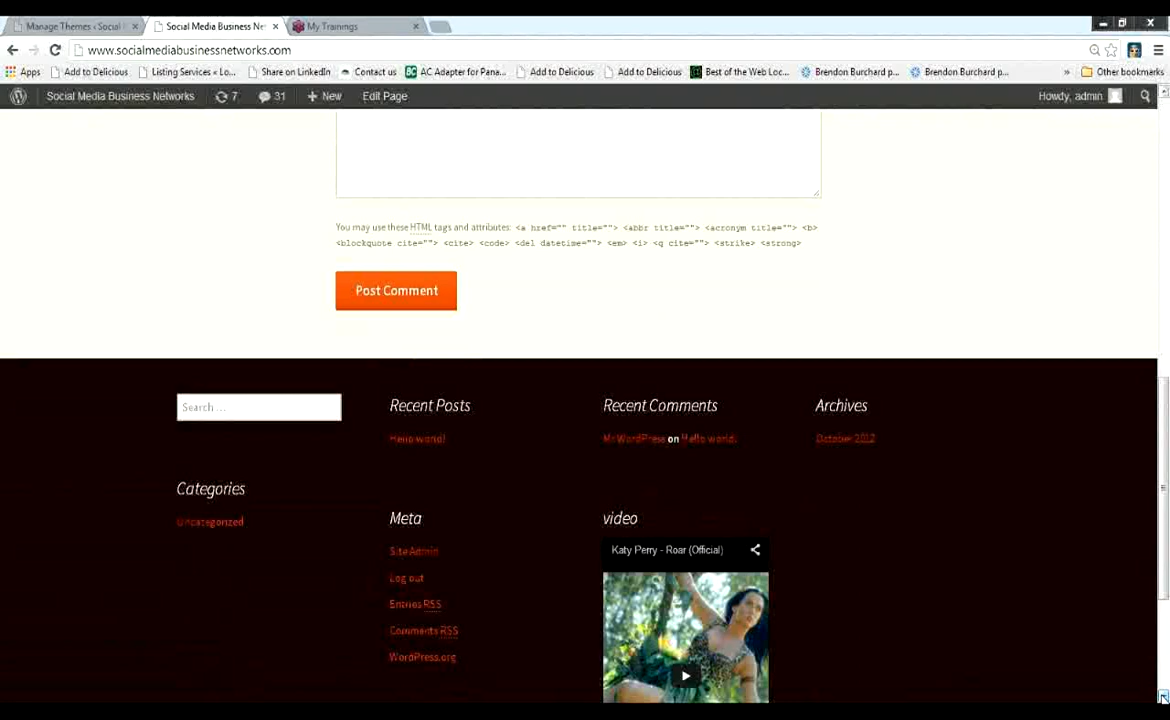 Manage Themes ‹ Social
Social Media Business Ne
My Trainings
www.socialmediabusinessnetworks.com
Apps
Add to Delicious
Listing Services « Lo...
Share on LinkedIn
Contact us
BC AC Adapter for Pana...
Add to Delicious
Add to Delicious
Best of the Web Loc...
Brendon Burchard p...
Brendon Burchard p...
» Other bookmarks
Social Media Business Networks
7
31
+ New
Edit Page
Howdy, admin
You may use these HTML tags and attributes: <a href="" title=""> <abbr title=""> <acronym title=""> <b>
<blockquote cite=""> <cite> <code> <del datetime=""> <em> <i> <q cite=""> <strike> <strong>
Post Comment
Search ...
Recent Posts
Hello world!
Recent Comments
Mr WordPress on Hello world!
Archives
October 2012
Categories
Uncategorized
Meta
Site Admin
Log out
Entries RSS
Comments RSS
WordPress.org
video
Katy Perry - Roar (Official)